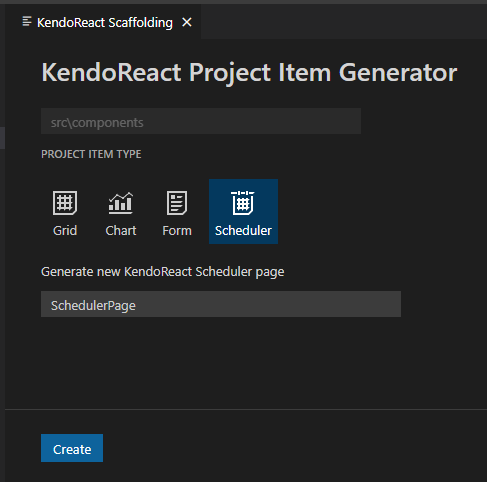 KendoReact Scaffolding
KendoReact Project Item Generator
src\components
PROJECT ITEM TYPE
Grid Chart Form Scheduler
Generate new KendoReact Scheduler page
SchedulerPage
Create